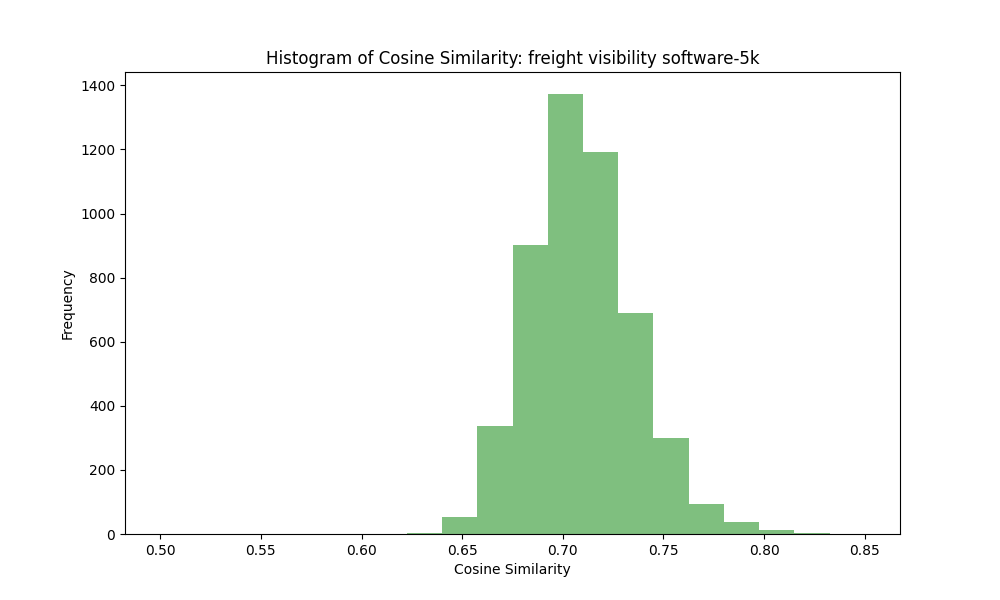 Histogram of Cosine Similarity: freight visibility software-5k
1400
1200
1000
800
600
400
200
0
Frequency
0.50 0.55 0.60 0.65 0.70 0.75 0.80 0.85
Cosine Similarity